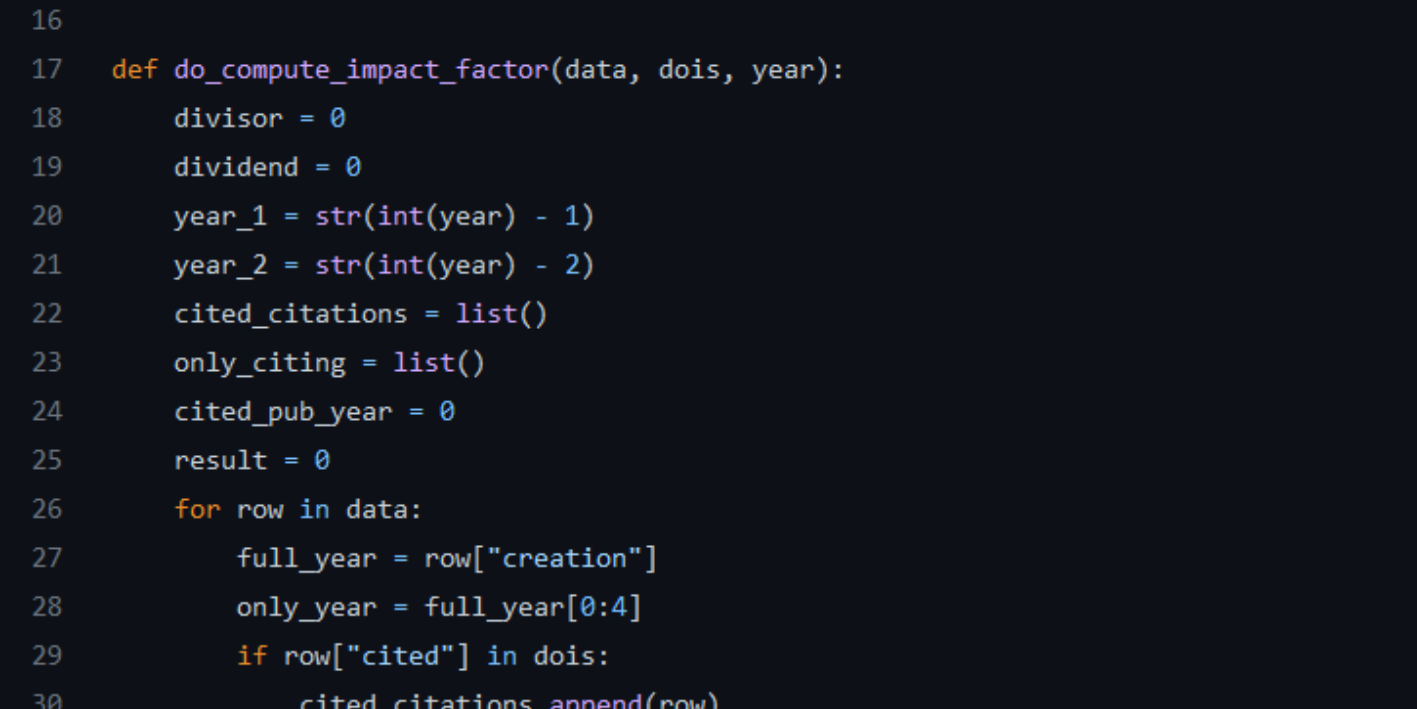 16
17 def do_compute_impact_factor(data, dois, year):
18     divisor = 0
19     dividend = 0
20     year_1 = str(int(year) - 1)
21     year_2 = str(int(year) - 2)
22     cited_citations = list()
23     only_citing = list()
24     cited_pub_year = 0
25     result = 0
26     for row in data:
27         full_year = row["creation"]
28         only_year = full_year[0:4]
29         if row["cited"] in dois:
30             cited_citations.append(row)